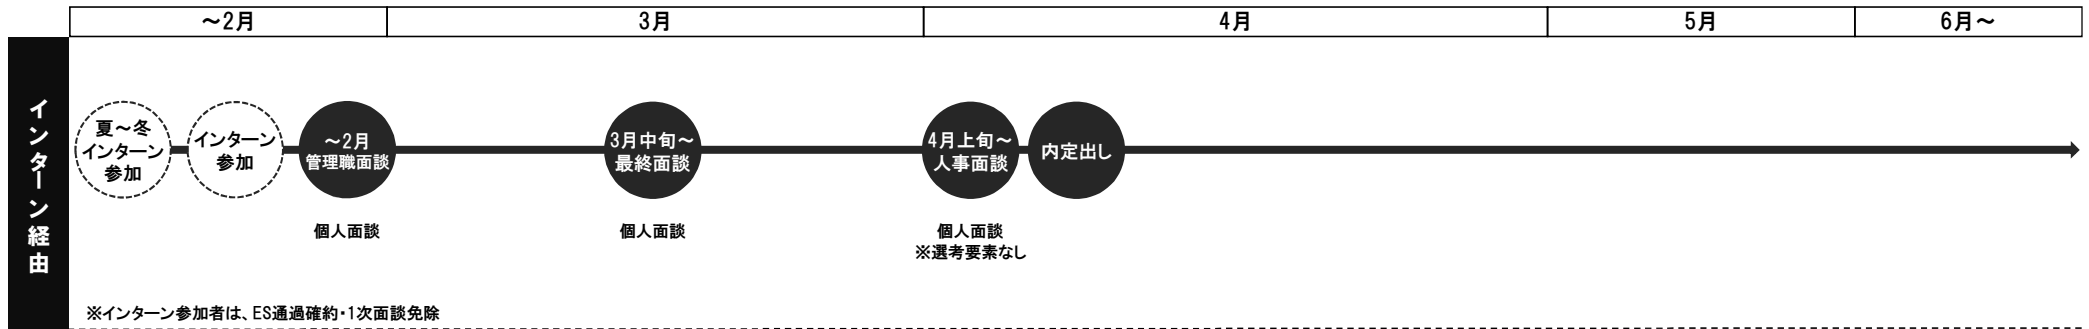 ~2月
3月
4月
5月
6月~
インターン経由
夏~冬
インターン
参加
インターン
参加
~2月
管理職面談
3月中旬~
最終面談
4月上旬~
人事面談
内定出し
個人面談
個人面談
個人面談
※選考要素なし
※インターン参加者は、ES通過確約・1次面談免除